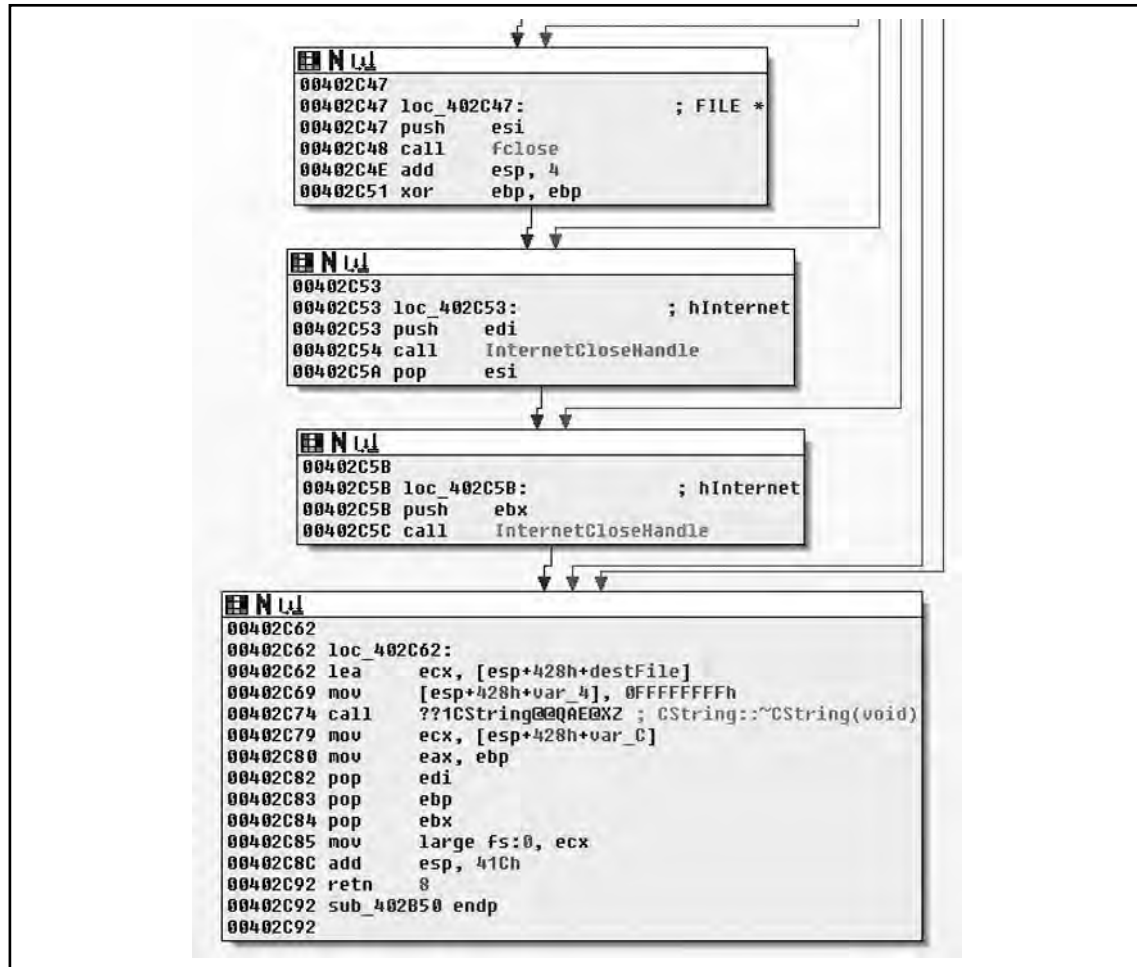 00402C47
00402C47 loc_402C47: ; FILE *
00402C47 push esi
00402C48 call fclose
00402C4E add esp, 4
00402C51 xor ebp, ebp
00402C53
00402C53 loc_402C53: ; hInternet
00402C53 push edi
00402C54 call InternetCloseHandle
00402C5A pop esi
00402C5B
00402C5B loc_402C5B: ; hInternet
00402C5B push ebx
00402C5C call InternetCloseHandle
00402C62
00402C62 loc_402C62:
00402C62 lea ecx, [esp+428h+destFile]
00402C69 mov [esp+428h+var_4], 0FFFFFFFFh
00402C74 call ??1CString@@QAE@XZ ; CString::~CString(void)
00402C79 mov ecx, [esp+428h+var_C]
00402C80 mov eax, ebp
00402C82 pop edi
00402C83 pop ebp
00402C84 pop ebx
00402C85 mov large fs:0, ecx
00402C8C add esp, 41Ch
00402C92 retn 8
00402C92 sub_402B50 endp
00402C92